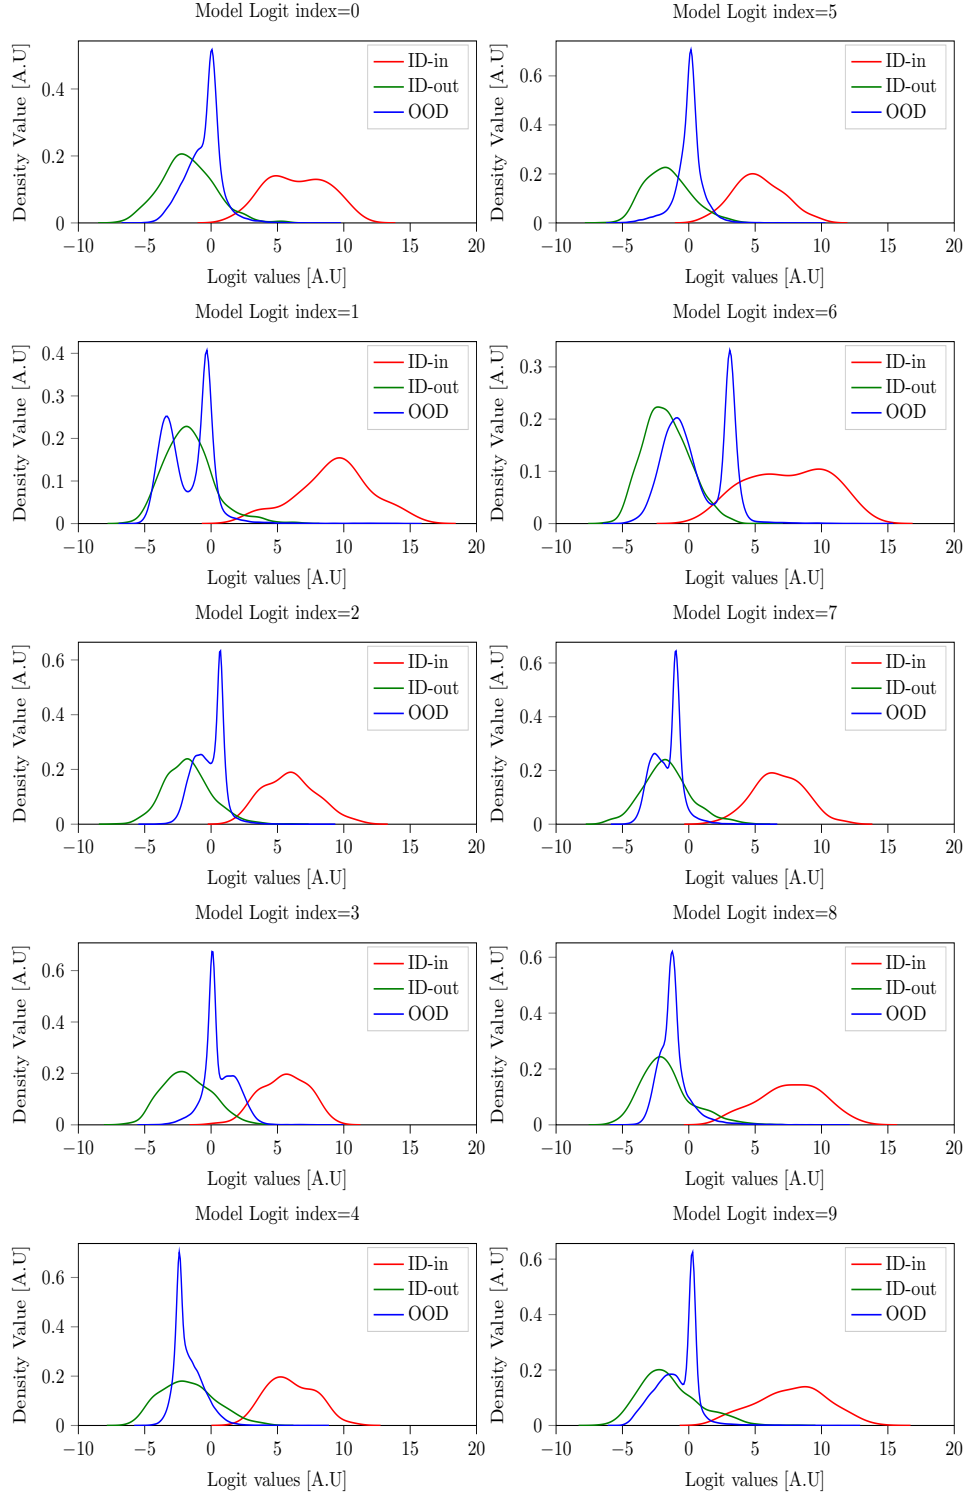 Model Logit index=0
Density Value [A.U]
0.4
0.2
0
ID-in
ID-out
OOD
−10 −5 0 5 10 15 20
Logit values [A.U]
Model Logit index=5
Density Value [A.U]
0.6
0.4
0.2
0
ID-in
ID-out
OOD
−10 −5 0 5 10 15 20
Logit values [A.U]
Model Logit index=1
Density Value [A.U]
0.4
0.3
0.2
0.1
0
ID-in
ID-out
OOD
−10 −5 0 5 10 15 20
Logit values [A.U]
Model Logit index=6
Density Value [A.U]
0.3
0.2
0.1
0
ID-in
ID-out
OOD
−10 −5 0 5 10 15 20
Logit values [A.U]
Model Logit index=2
Density Value [A.U]
0.6
0.4
0.2
0
ID-in
ID-out
OOD
−10 −5 0 5 10 15 20
Logit values [A.U]
Model Logit index=7
Density Value [A.U]
0.6
0.4
0.2
0
ID-in
ID-out
OOD
−10 −5 0 5 10 15 20
Logit values [A.U]
Model Logit index=3
Density Value [A.U]
0.6
0.4
0.2
0
ID-in
ID-out
OOD
−10 −5 0 5 10 15 20
Logit values [A.U]
Model Logit index=8
Density Value [A.U]
0.6
0.4
0.2
0
ID-in
ID-out
OOD
−10 −5 0 5 10 15 20
Logit values [A.U]
Model Logit index=4
Density Value [A.U]
0.6
0.4
0.2
0
ID-in
ID-out
OOD
−10 −5 0 5 10 15 20
Logit values [A.U]
Model Logit index=9
Density Value [A.U]
0.6
0.4
0.2
0
ID-in
ID-out
OOD
−10 −5 0 5 10 15 20
Logit values [A.U]